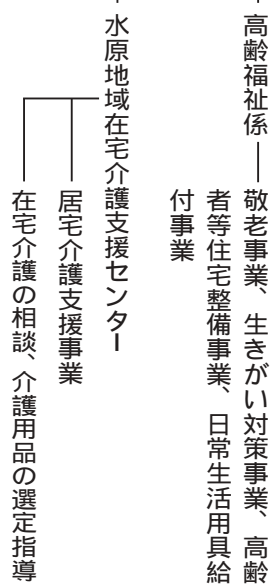 高齢福祉係
敬老事業、生きがい対策事業、高齢
者等住宅整備事業、日常生活用具給
付事業
水原地域在宅介護支援センター
居宅介護支援事業
在宅介護の相談、介護用品の選定指導